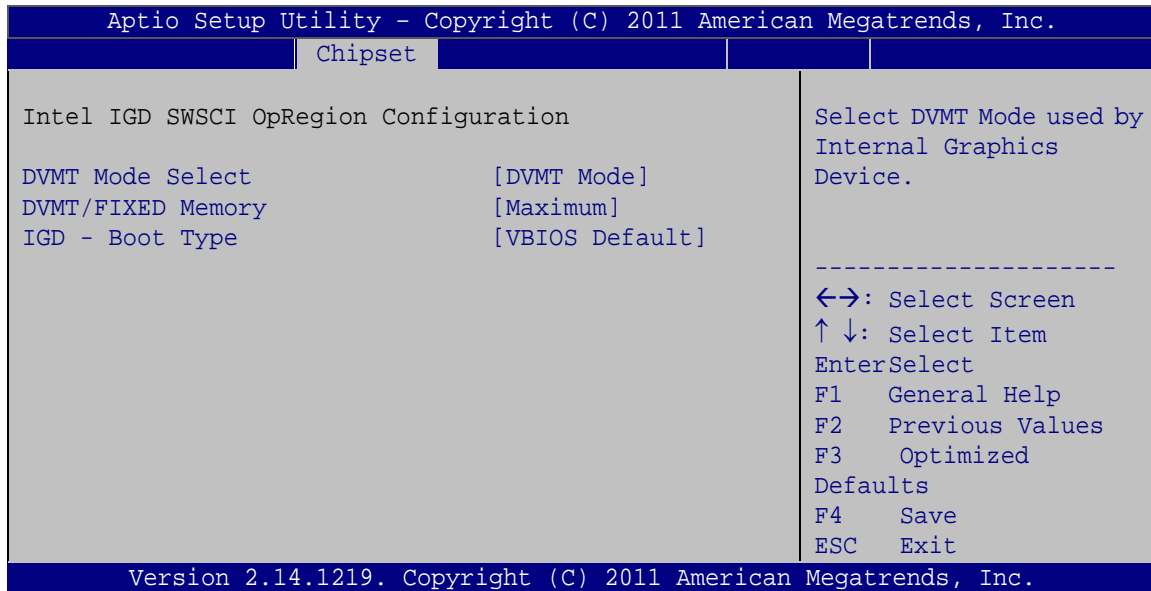 Aptio Setup Utility – Copyright (C) 2011 American Megatrends, Inc.
Chipset
Intel IGD SWSCI OpRegion Configuration
DVMT Mode Select [DVMT Mode]
DVMT/FIXED Memory [Maximum]
IGD - Boot Type [VBIOS Default]
Select DVMT Mode used by
Internal Graphics
Device.
---------------------
←→: Select Screen
↑ ↓: Select Item
EnterSelect
F1 General Help
F2 Previous Values
F3 Optimized
Defaults
F4 Save
ESC Exit
Version 2.14.1219. Copyright (C) 2011 American Megatrends, Inc.